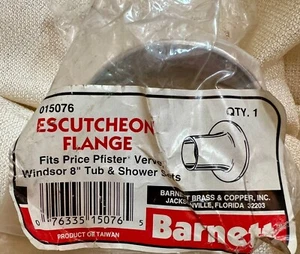 015076
QTY. 1
ESCUTCHEON
FLANGE
Fits Price Pfister® Verve,
Windsor 8" Tub & Shower Sets
BARNETT BRASS & COPPER, INC.
JACKSONVILLE, FLORIDA 32203
0 76335 15076 5
Barnett
PRODUCT OF TAIWAN